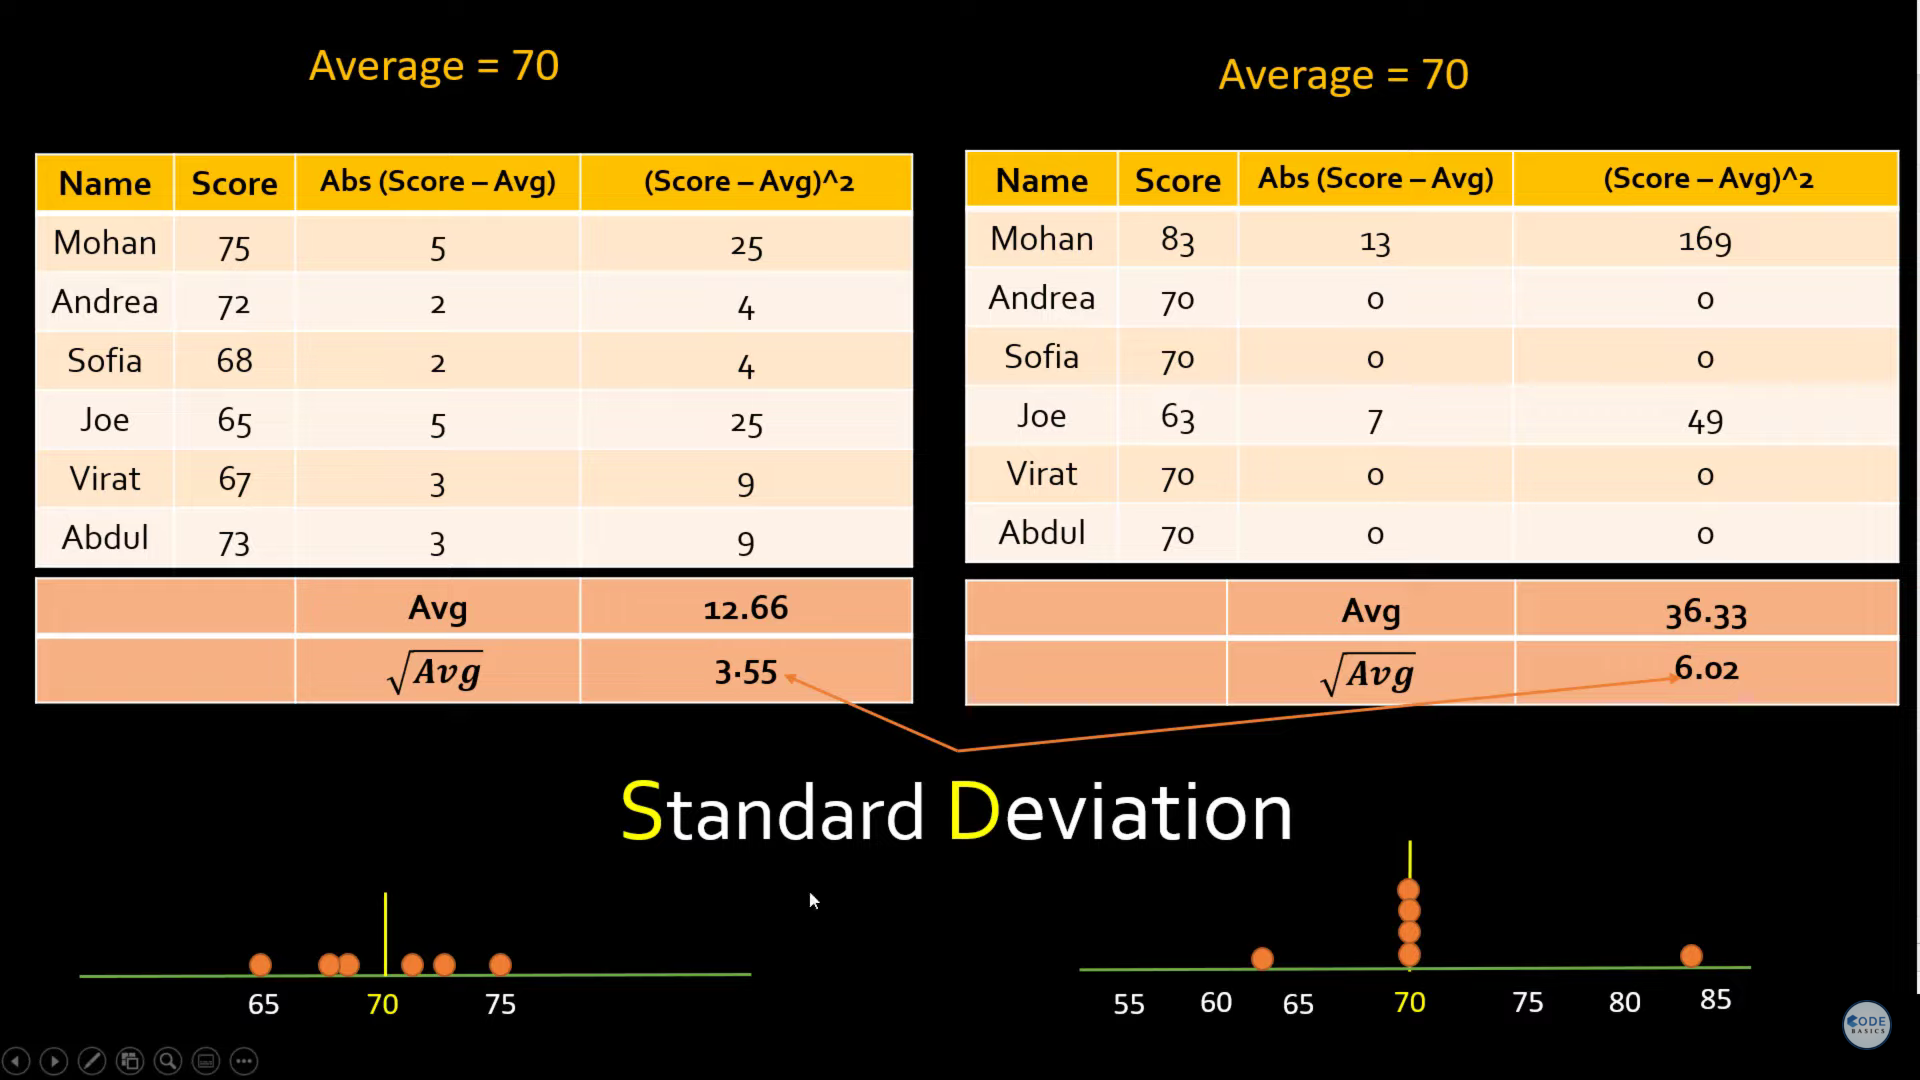 Average = 70
Name Score Abs (Score – Avg) (Score – Avg)^2
Mohan 75 5 25
Andrea 72 2 4
Sofia 68 2 4
Joe 65 5 25
Virat 67 3 9
Abdul 73 3 9
Avg 12.66
√Avg 3.55
Average = 70
Name Score Abs (Score – Avg) (Score – Avg)^2
Mohan 83 13 169
Andrea 70 0 0
Sofia 70 0 0
Joe 63 7 49
Virat 70 0 0
Abdul 70 0 0
Avg 36.33
√Avg 6.02
Standard Deviation
65 70 75
55 60 65 70 75 80 85
CODE
BASICS